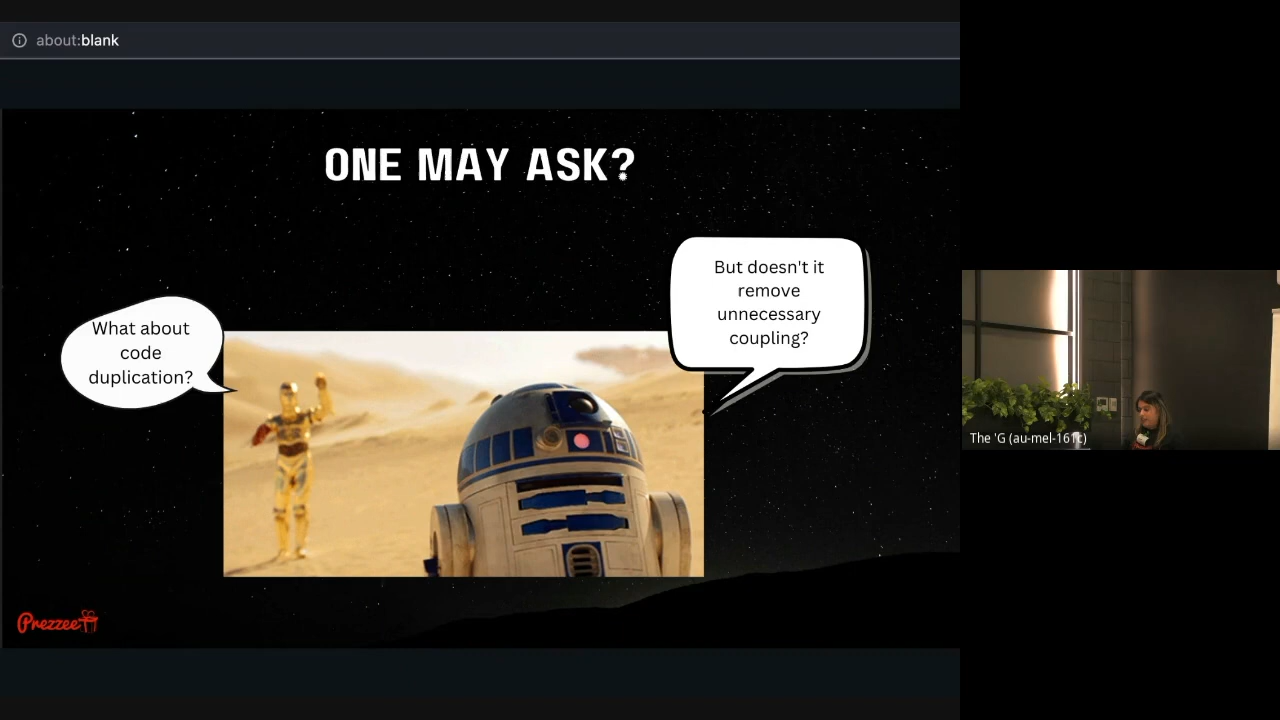 about:blank
ONE MAY ASK?
But doesn't it
remove
unnecessary
coupling?
What about
code
duplication?
Prezzee
The 'G (au-mel-161c)